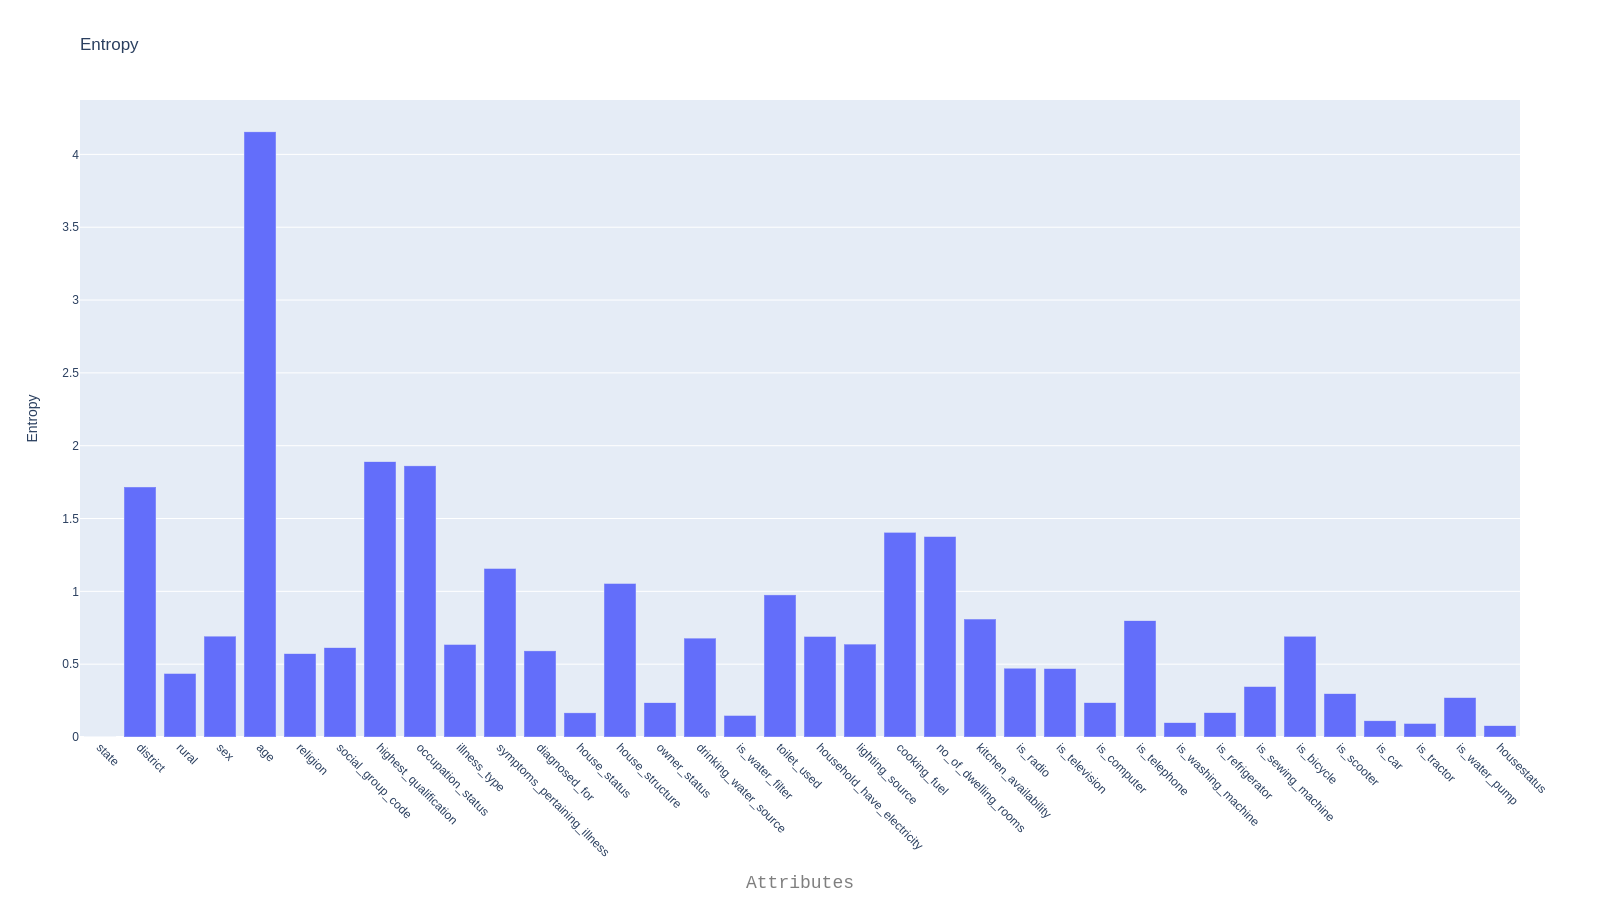 Entropy
4
3.5
3
2.5
2
1.5
1
0.5
0
Entropy
state
district
rural
sex
age
religion
social_group_code
highest_qualification
occupation_status
illness_type
symptoms_pertaining_illness
diagnosed_for
house_status
house_structure
owner_status
drinking_water_source
is_water_filter
toilet_used
household_have_electricity
lighting_source
cooking_fuel
no_of_dwelling_rooms
kitchen_availability
is_radio
is_television
is_computer
is_telephone
is_washing_machine
is_refrigerator
is_sewing_machine
is_bicycle
is_scooter
is_car
is_tractor
is_water_pump
housestatus
Attributes